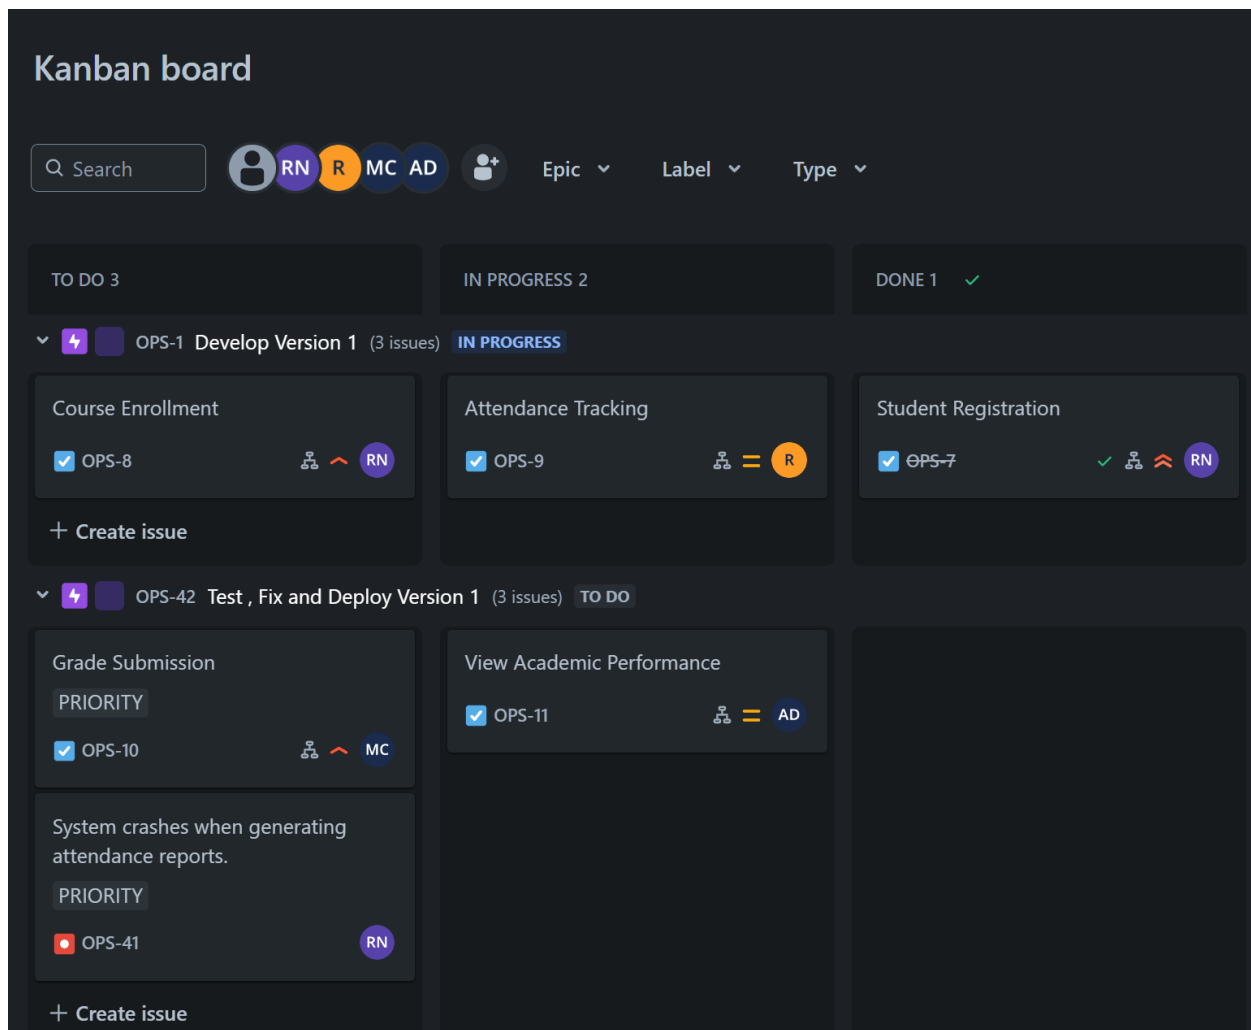 Kanban board
Search
RN R MC AD
Epic Label Type
TO DO 3 IN PROGRESS 2 DONE 1
OPS-1 Develop Version 1 (3 issues) IN PROGRESS
Course Enrollment
OPS-8 RN
Create issue
Attendance Tracking
OPS-9 R
Student Registration
OPS-7 RN
OPS-42 Test , Fix and Deploy Version 1 (3 issues) TO DO
Grade Submission
PRIORITY
OPS-10 MC
System crashes when generating
attendance reports.
PRIORITY
OPS-41 RN
Create issue
View Academic Performance
OPS-11 AD